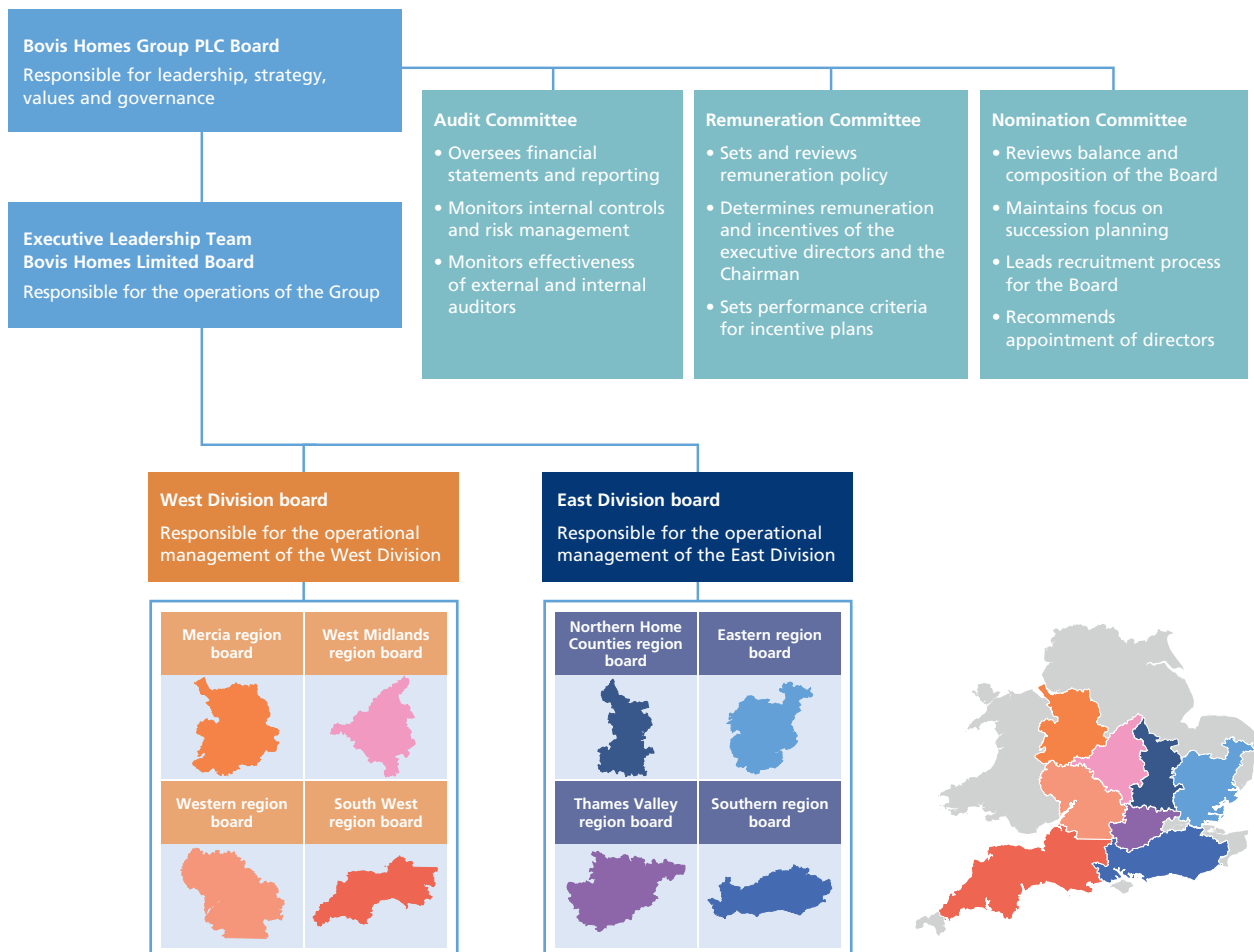 Bovis Homes Group PLC Board
Responsible for leadership, strategy,
values and governance
Audit Committee
• Oversees financial
statements and reporting
• Monitors internal controls
and risk management
• Monitors effectiveness
of external and internal
auditors
Remuneration Committee
• Sets and reviews
remuneration policy
• Determines remuneration
and incentives of the
executive directors and the
Chairman
• Sets performance criteria
for incentive plans
Nomination Committee
• Reviews balance and
composition of the Board
• Maintains focus on
succession planning
• Leads recruitment process
for the Board
• Recommends
appointment of directors
Executive Leadership Team
Bovis Homes Limited Board
Responsible for the operations of the Group
West Division board
Responsible for the operational
management of the West Division
East Division board
Responsible for the operational
management of the East Division
Mercia region
board
West Midlands
region board
Western region
board
South West
region board
Northern Home
Counties region
board
Eastern region
board
Thames Valley
region board
Southern region
board